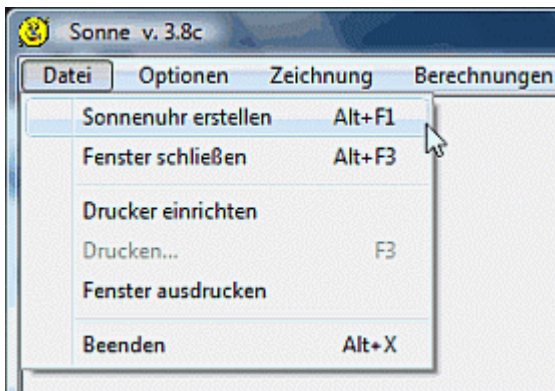 Sonne v. 3.8c
Datei Optionen Zeichnung Berechnungen
Sonnenuhr erstellen Alt+F1
Fenster schließen Alt+F3
Drucker einrichten
Drucken... F3
Fenster ausdrucken
Beenden Alt+X